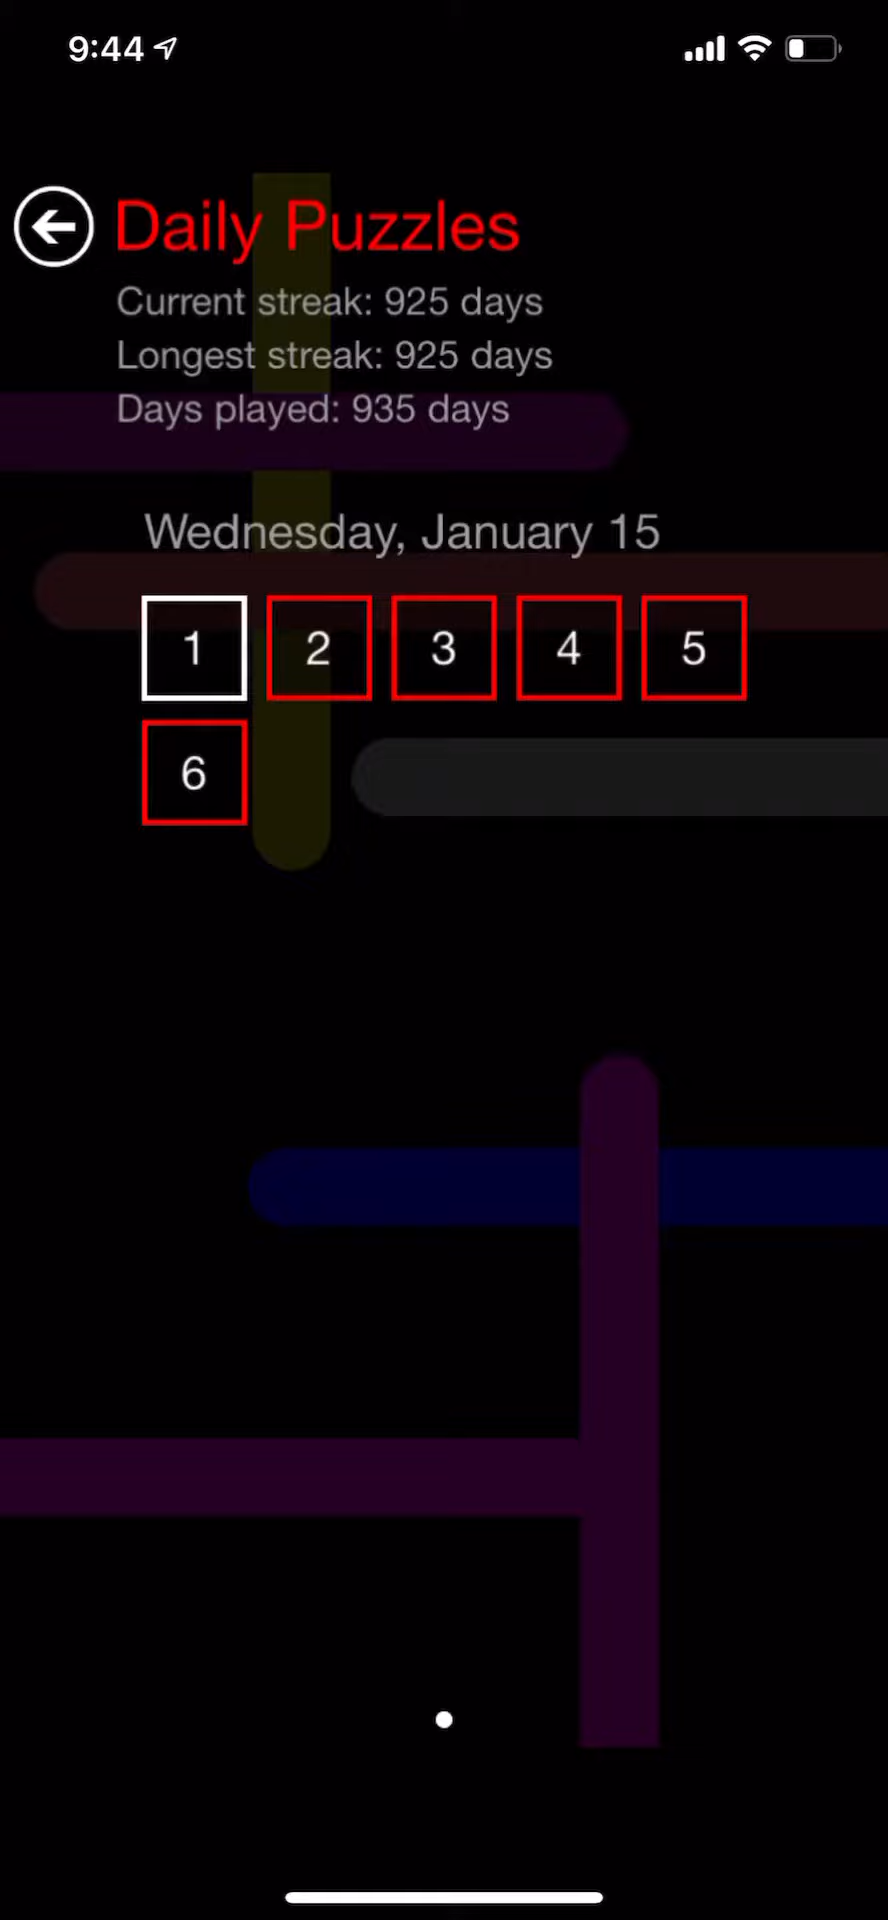 9:44
Daily Puzzles
Current streak: 925 days
Longest streak: 925 days
Days played: 935 days
Wednesday, January 15
1 2 3 4 5
6